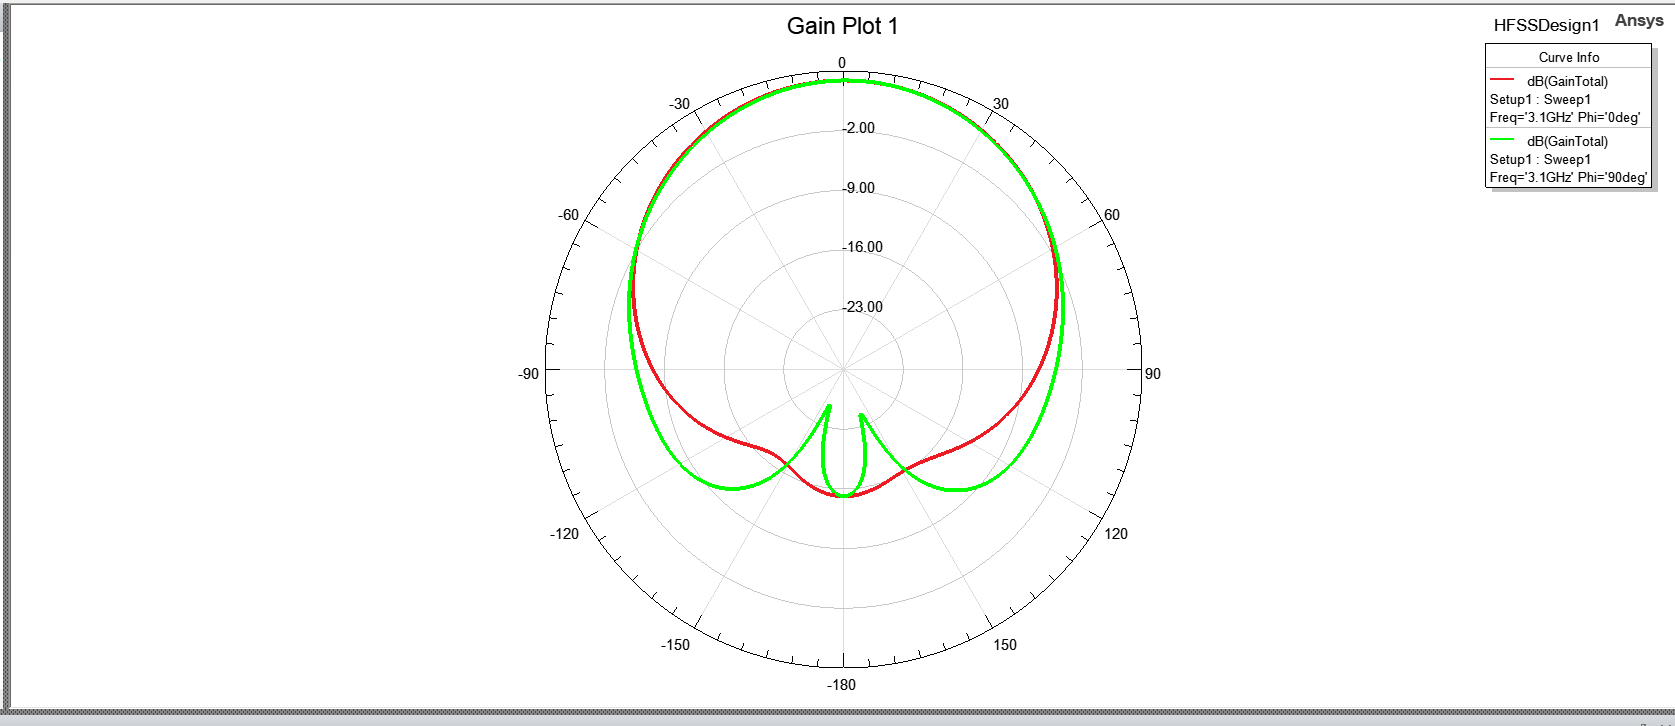 Gain Plot 1
HFSSDesign1
Ansys
Curve Info
dB(GainTotal)
Setup1 : Sweep1
Freq='3.1GHz' Phi='0deg'
dB(GainTotal)
Setup1 : Sweep1
Freq='3.1GHz' Phi='90deg'
0
-30
30
-2.00
-9.00
-60
60
-16.00
-23.00
-90
90
-120
120
-150
150
-180